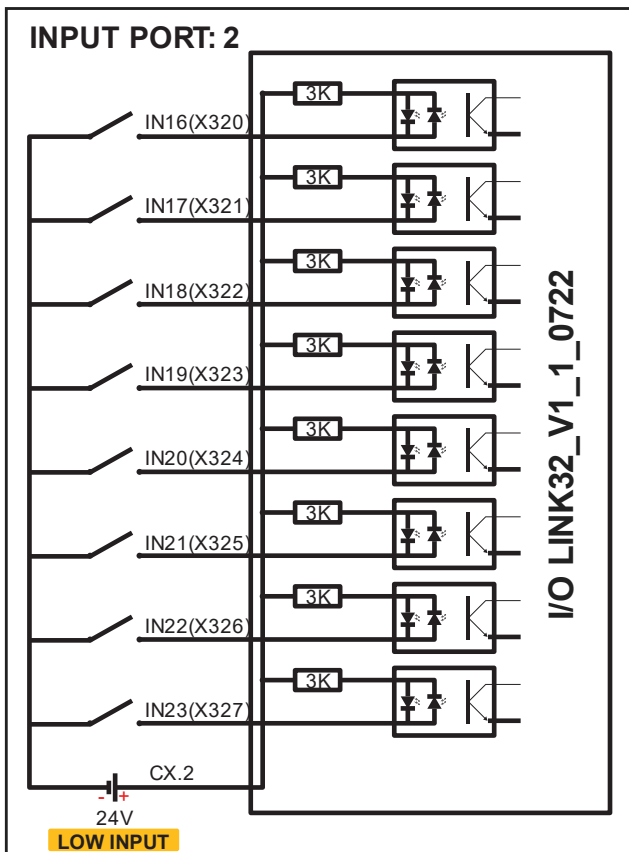 INPUT PORT: 2
3K
IN16(X320)
3K
IN17(X321)
3K
IN18(X322)
3K
IN19(X323)
3K
IN20(X324)
3K
IN21(X325)
3K
IN22(X326)
3K
IN23(X327)
I/O LINK32_V1_1_0722
CX.2
- +
24V
LOW INPUT